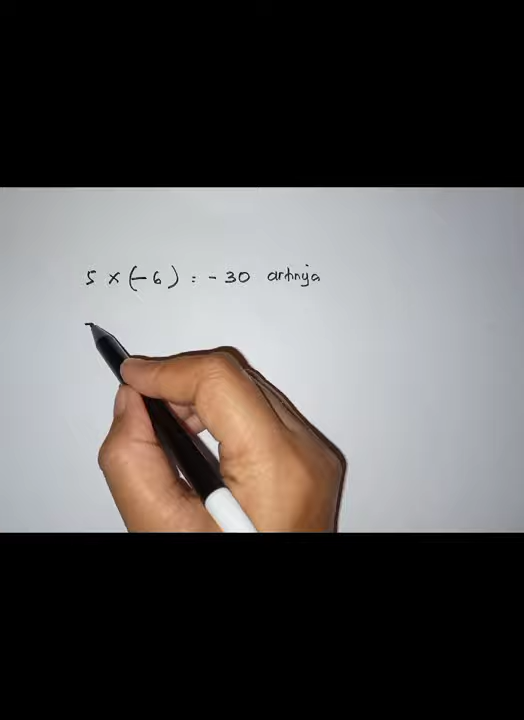 5 × (-6) = -30 artinya
-